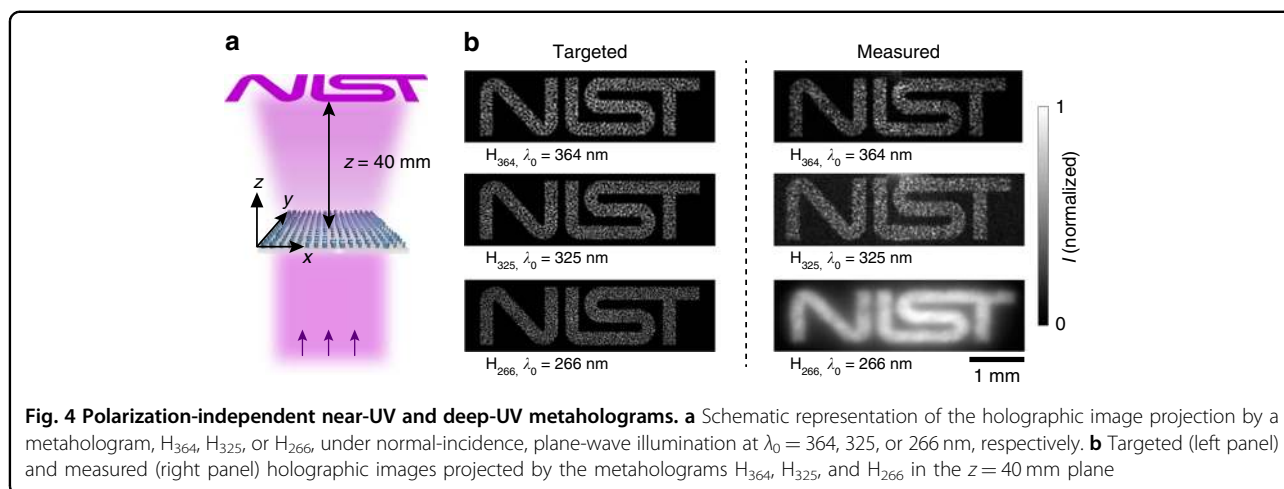 a
NIST
z = 40 mm
z
y
x
b
Targeted
Measured
NIST
NIST
H364, λ0 = 364 nm
H364, λ0 = 364 nm
NIST
NIST
H325, λ0 = 325 nm
H325, λ0 = 325 nm
NIST
NIST
H266, λ0 = 266 nm
H266, λ0 = 266 nm
1
I (normalized)
0
1 mm
Fig. 4 Polarization-independent near-UV and deep-UV metaholograms. a Schematic representation of the holographic image projection by a
metahologram, H364, H325, or H266, under normal-incidence, plane-wave illumination at λ0 = 364, 325, or 266 nm, respectively. b Targeted (left panel)
and measured (right panel) holographic images projected by the metaholograms H364, H325, and H266 in the z = 40 mm plane